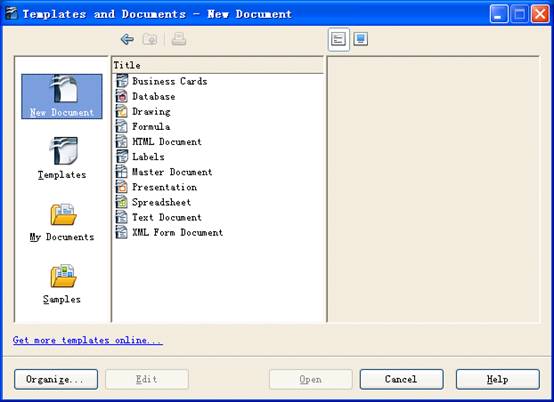 Templates and Documents - New Document
Title
New Document
Templates
My Documents
Samples
Business Cards
Database
Drawing
Formula
HTML Document
Labels
Master Document
Presentation
Spreadsheet
Text Document
XML Form Document
Get more templates online...
Organize... Edit Open Cancel Help